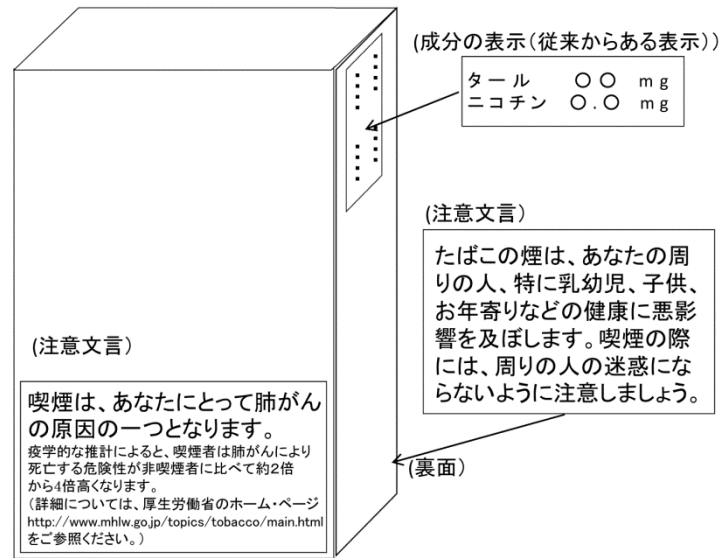 (成分の表示(従来からある表示))
タール　○○　mg
ニコチン　○.○　mg
(注意文言)
たばこの煙は、あなたの周
りの人、特に乳幼児、子供、
お年寄りなどの健康に悪影
響を及ぼします。喫煙の際
には、周りの人の迷惑にな
らないように注意しましょう。
(裏面)
(注意文言)
喫煙は、あなたにとって肺がん
の原因の一つとなります。
疫学的な推計によると、喫煙者は肺がんにより
死亡する危険性が非喫煙者に比べて約2倍
から4倍高くなります。
(詳細については、厚生労働省のホーム・ページ
http://www.mhlw.go.jp/topics/tobacco/main.html
をご参照ください。)